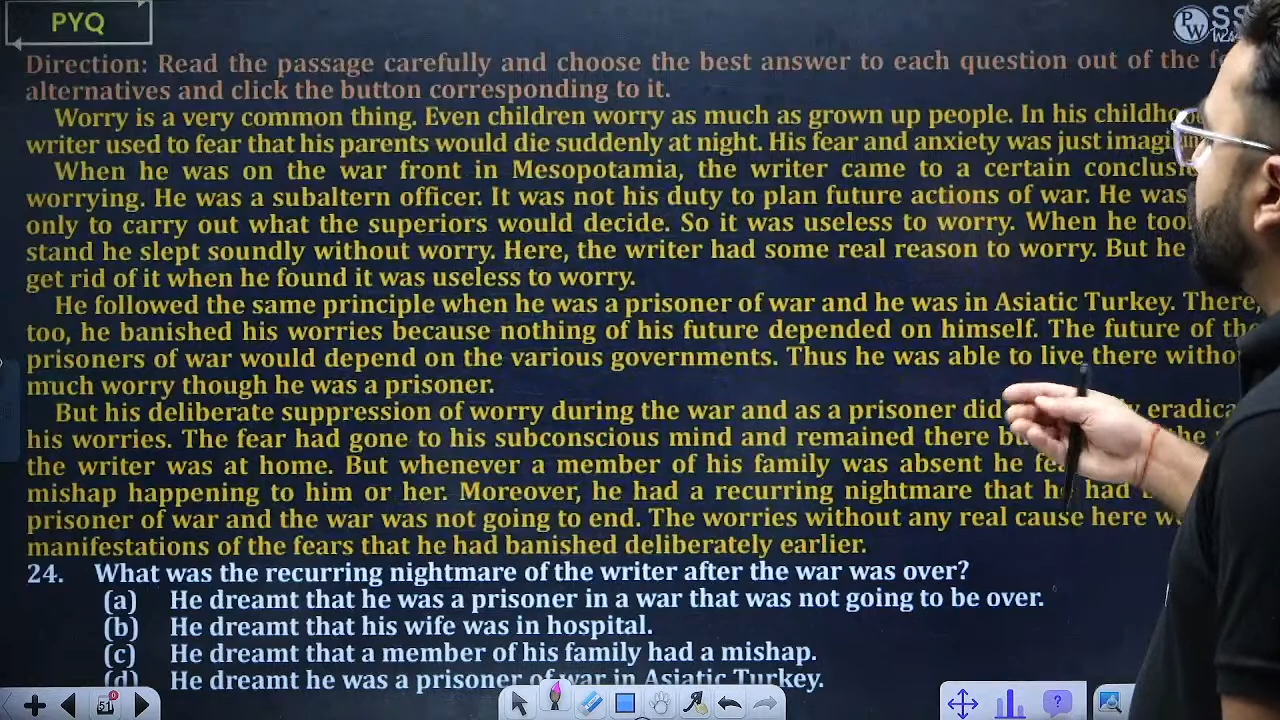 PYQ
PW SS
Direction: Read the passage carefully and choose the best answer to each question out of the
alternatives and click the button corresponding to it.
Worry is a very common thing. Even children worry as much as grown up people. In his
writer used to fear that his parents would die suddenly at night. His fear and anxiety was just
When he was on the war front in Mesopotamia, the writer came to a certain
worrying. He was a subaltern officer. It was not his duty to plan future actions of war. He was
only to carry out what the superiors would decide. So it was useless to worry. When he
stand he slept soundly without worry. Here, the writer had some real reason to worry. But he
get rid of it when he found it was useless to worry.
He followed the same principle when he was a prisoner of war and he was in Asiatic Turkey. There,
too, he banished his worries because nothing of his future depended on himself. The future of the
prisoners of war would depend on the various governments. Thus he was able to live there
much worry though he was a prisoner.
But his deliberate suppression of worry during the war and as a prisoner did
his worries. The fear had gone to his subconscious mind and remained there
the writer was at home. But whenever a member of his family was absent he
mishap happening to him or her. Moreover, he had a recurring nightmare that he had
prisoner of war and the war was not going to end. The worries without any real cause here
manifestations of the fears that he had banished deliberately earlier.
24. What was the recurring nightmare of the writer after the war was over?
(a) He dreamt that he was a prisoner in a war that was not going to be over.
(b) He dreamt that his wife was in hospital.
(c) He dreamt that a member of his family had a mishap.
(d) He dreamt he was a prisoner of war in Asiatic Turkey.
51 0